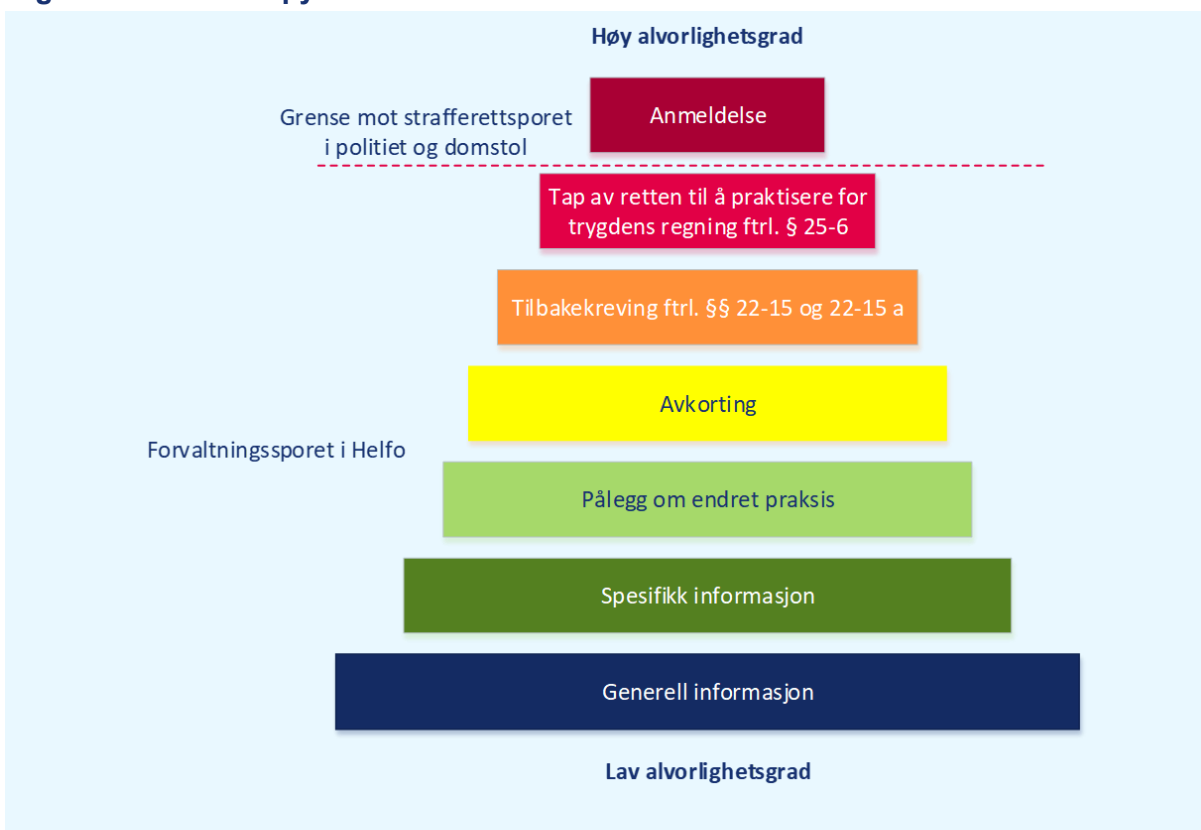 Høy alvorlighetsgrad
Grense mot strafferettsporet
i politiet og domstol
Anmeldelse
Tap av retten til å praktisere for
trygdens regning ftrl. § 25-6
Tilbakekreving ftrl. §§ 22-15 og 22-15 a
Avkorting
Forvaltningssporet i Helfo
Pålegg om endret praksis
Spesifikk informasjon
Generell informasjon
Lav alvorlighetsgrad